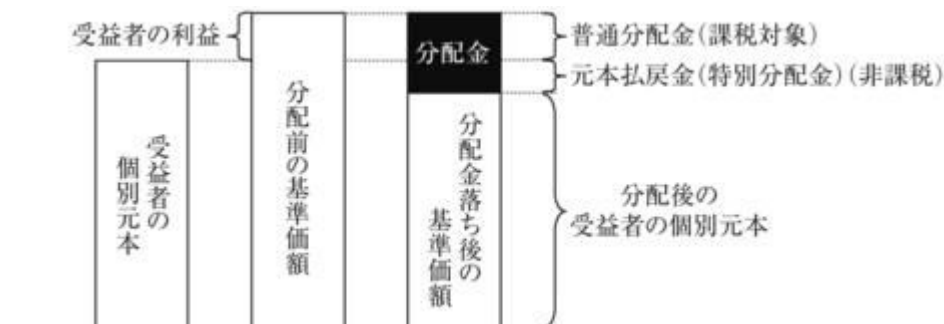 受益者の利益
受益者の
個別元本
分配前の基準価額
分配金
分配金落ち後の
基準価額
普通分配金(課税対象)
元本払戻金(特別分配金)(非課税)
分配後の
受益者の個別元本